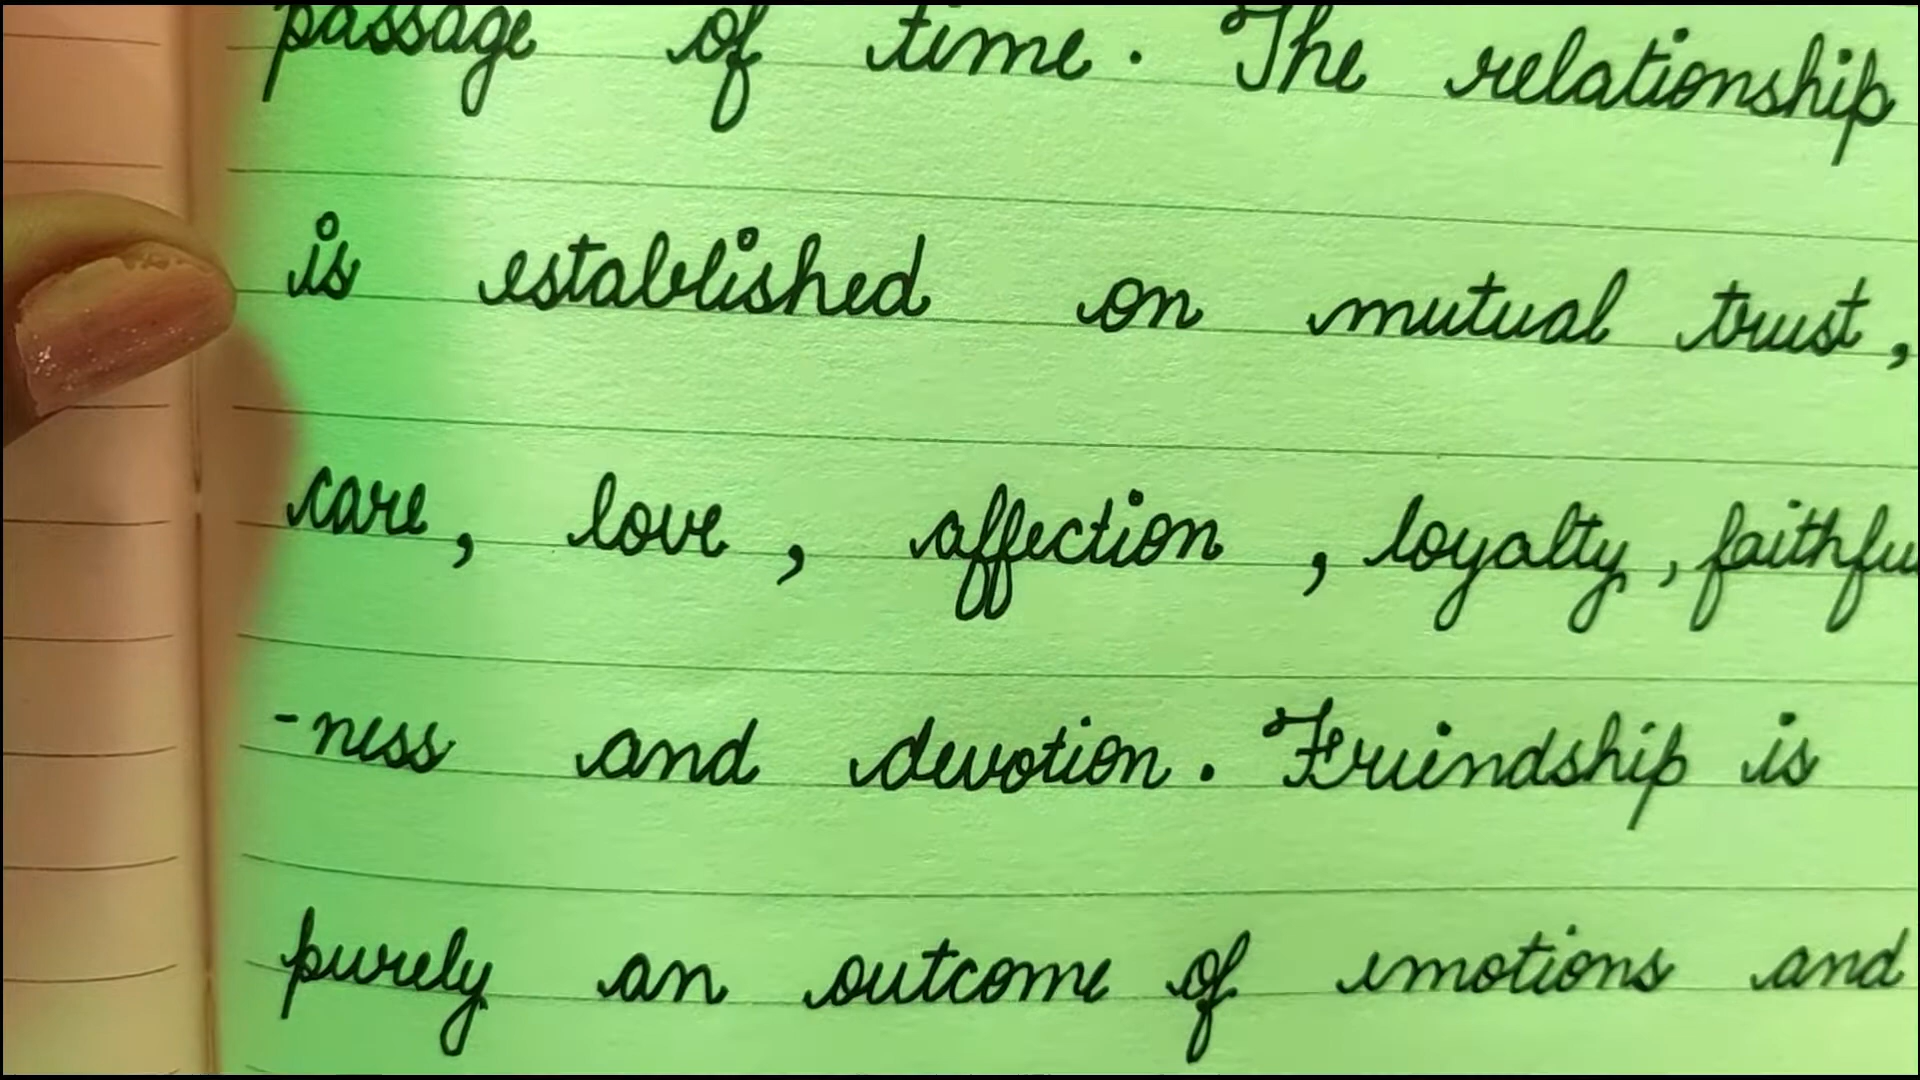 passage of time. The relationship
is established on mutual trust,
care, love, affection, loyalty, faithfu
-ness and devotion. Friendship is
purely an outcome of emotions and